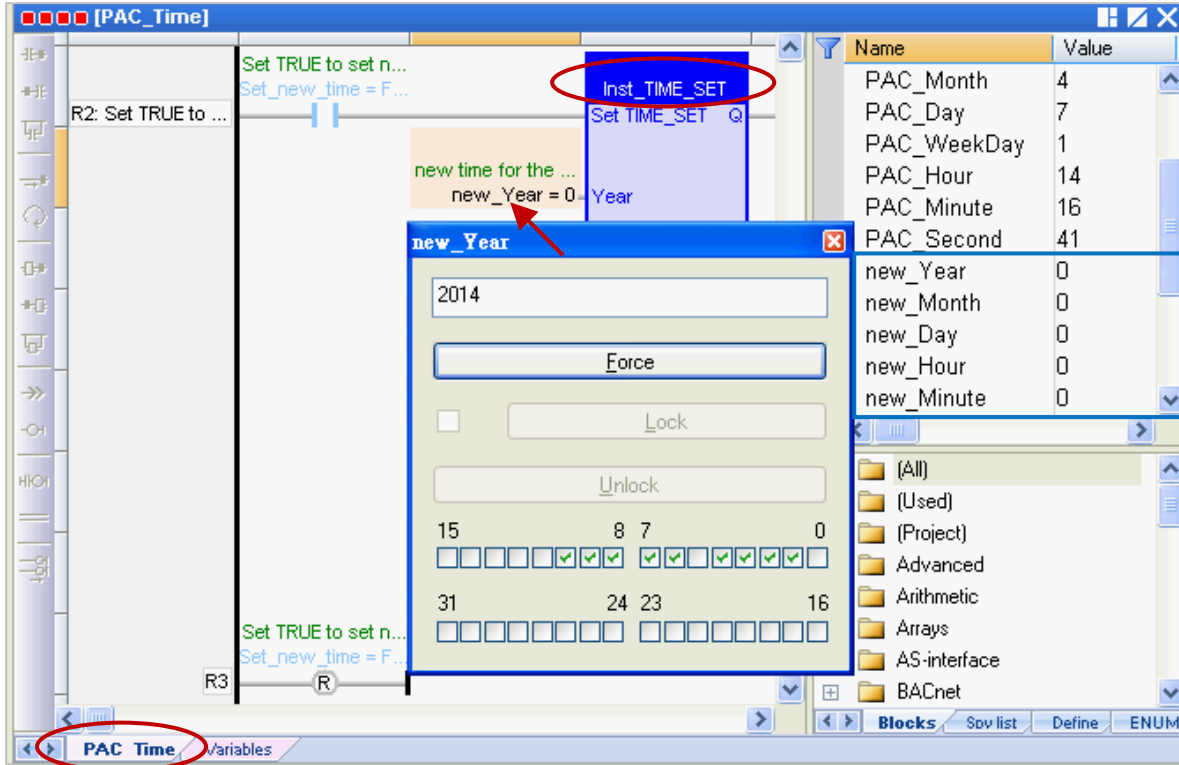 [PAC_Time]
Set TRUE to set n...
Set_new_time = F...
R2: Set TRUE to ...
Inst_TIME_SET
Set TIME_SET Q
new time for the ...
new_Year = 0
Year
new_Year
2014
Force
Lock
Unlock
15 8 7 0
31 24 23 16
Set TRUE to set n...
Set_new_time = F...
R3
R
PAC_Time
Variables
Name Value
PAC_Month 4
PAC_Day 7
PAC_WeekDay 1
PAC_Hour 14
PAC_Minute 16
PAC_Second 41
new_Year 0
new_Month 0
new_Day 0
new_Hour 0
new_Minute 0
(All)
(Used)
(Project)
Advanced
Arithmetic
Arrays
AS-interface
BACnet
Blocks Spy list Define ENUM